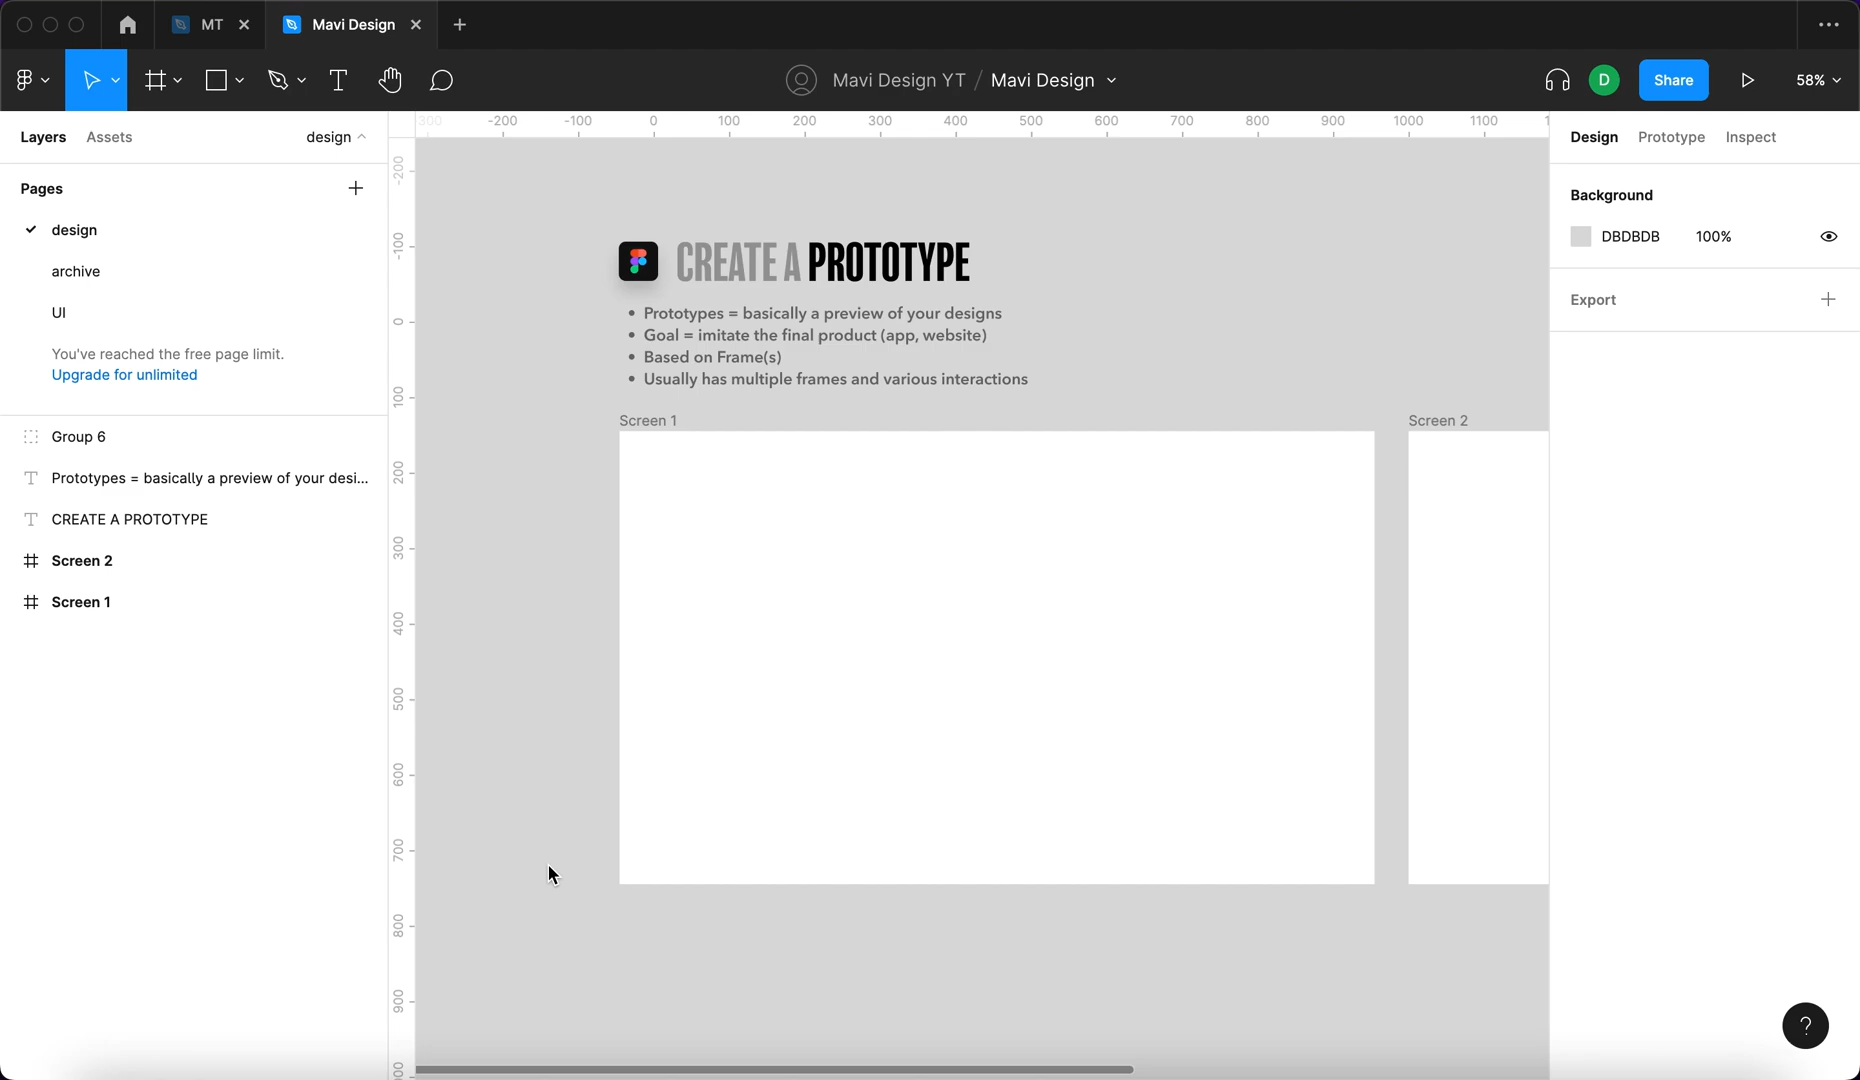 MT
Mavi Design
Mavi Design YT / Mavi Design
D
Share
58%
Layers
Assets
design
300 -200 -100 0 100 200 300 400 500 600 700 800 900 1000 1100 1
Design
Prototype
Inspect
Pages
design
archive
UI
You've reached the free page limit.
Upgrade for unlimited
Group 6
Prototypes = basically a preview of your desi...
CREATE A PROTOTYPE
Screen 2
Screen 1
-200
-100
0
100
200
300
400
500
600
700
800
900
00
CREATE A PROTOTYPE
• Prototypes = basically a preview of your designs
• Goal = imitate the final product (app, website)
• Based on Frame(s)
• Usually has multiple frames and various interactions
Screen 1
Screen 2
Background
DBDBDB 100%
Export
?